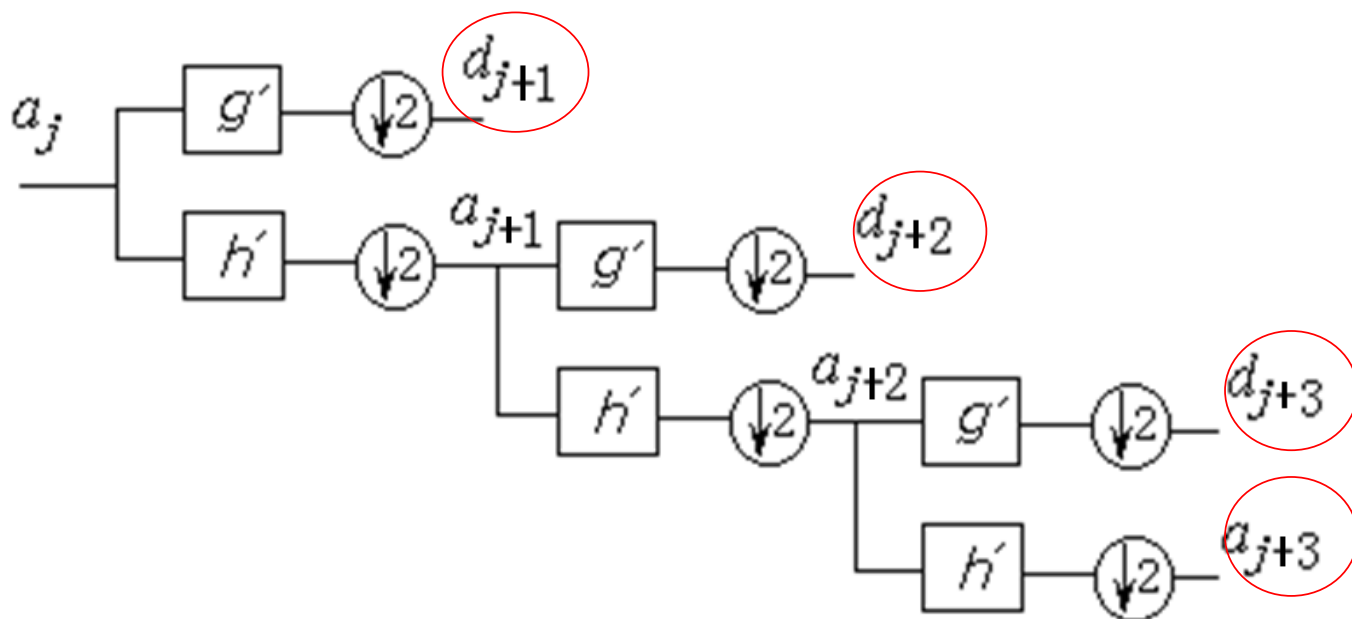 d_{j+1}
a_j g′ ↓2
h′ ↓2 a_{j+1} g′ ↓2 d_{j+2}
h′ ↓2 a_{j+2} g′ ↓2 d_{j+3}
h′ ↓2 a_{j+3}